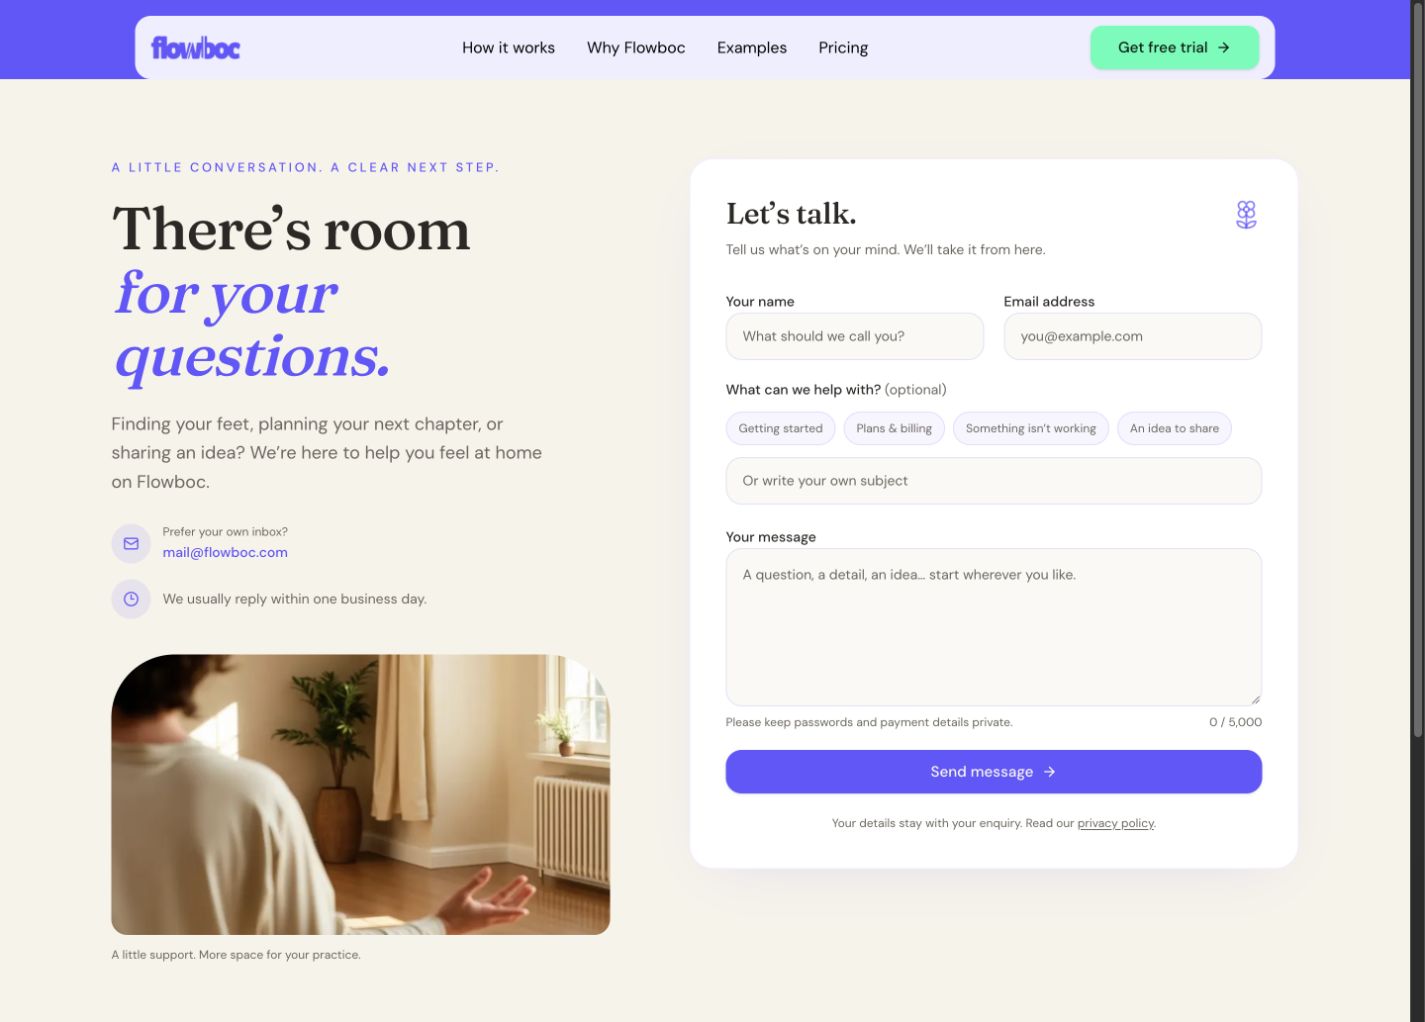 flowboc
How it works
Why Flowboc
Examples
Pricing
Get free trial →
A LITTLE CONVERSATION. A CLEAR NEXT STEP.
There’s room
for your
questions.
Finding your feet, planning your next chapter, or
sharing an idea? We’re here to help you feel at home
on Flowboc.
Prefer your own inbox?
mail@flowboc.com
We usually reply within one business day.
A little support. More space for your practice.
Let’s talk.
Tell us what’s on your mind. We’ll take it from here.
Your name
What should we call you?
Email address
you@example.com
What can we help with? (optional)
Getting started
Plans & billing
Something isn’t working
An idea to share
Or write your own subject
Your message
A question, a detail, an idea… start wherever you like.
Please keep passwords and payment details private.
0 / 5,000
Send message →
Your details stay with your enquiry. Read our privacy policy.